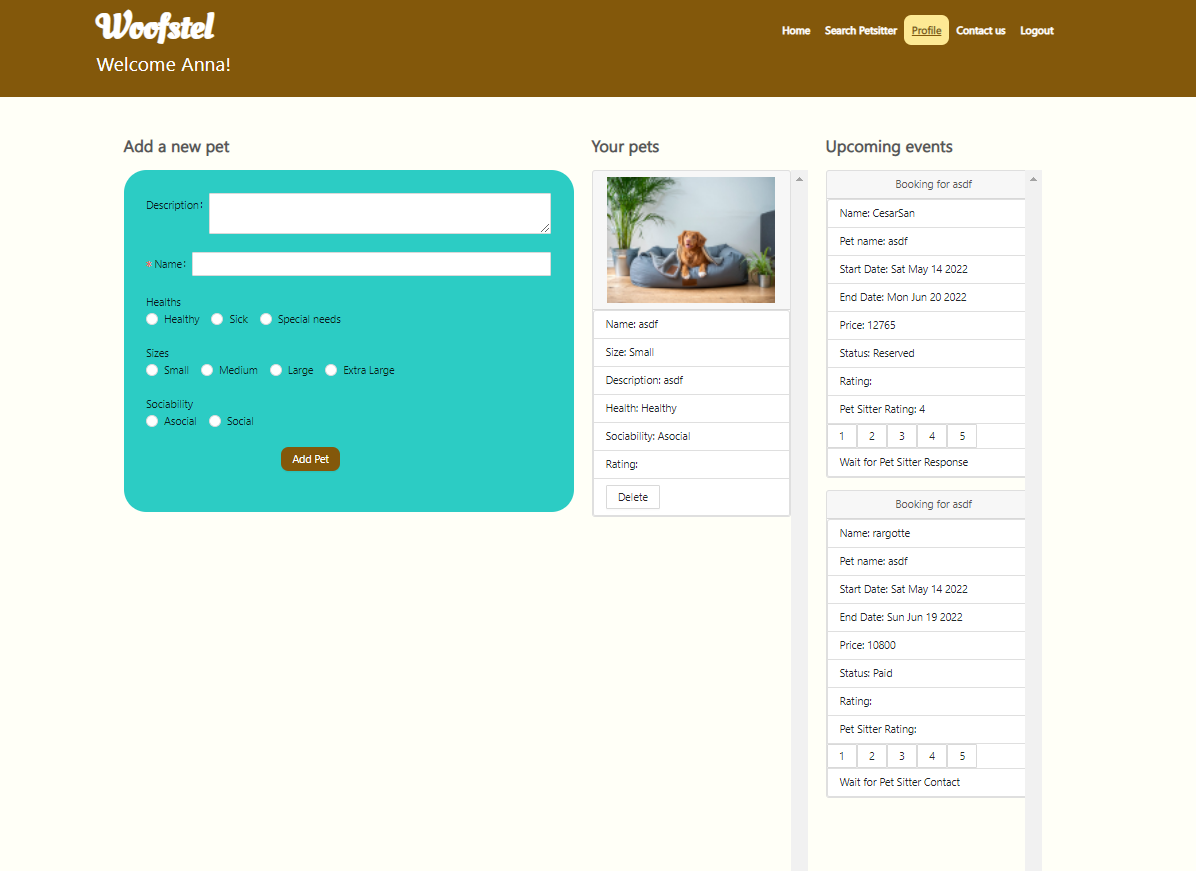 Woofstel
Home Search Petsitter Profile Contact us Logout
Welcome Anna!
Add a new pet
Description:
* Name:
Healths
Healthy Sick Special needs
Sizes
Small Medium Large Extra Large
Sociability
Asocial Social
Add Pet
Your pets
Name: asdf
Size: Small
Description: asdf
Health: Healthy
Sociability: Asocial
Rating:
Delete
Upcoming events
Booking for asdf
Name: CesarSan
Pet name: asdf
Start Date: Sat May 14 2022
End Date: Mon Jun 20 2022
Price: 12765
Status: Reserved
Rating:
Pet Sitter Rating: 4
1 2 3 4 5
Wait for Pet Sitter Response
Booking for asdf
Name: rargotte
Pet name: asdf
Start Date: Sat May 14 2022
End Date: Sun Jun 19 2022
Price: 10800
Status: Paid
Rating:
Pet Sitter Rating:
1 2 3 4 5
Wait for Pet Sitter Contact